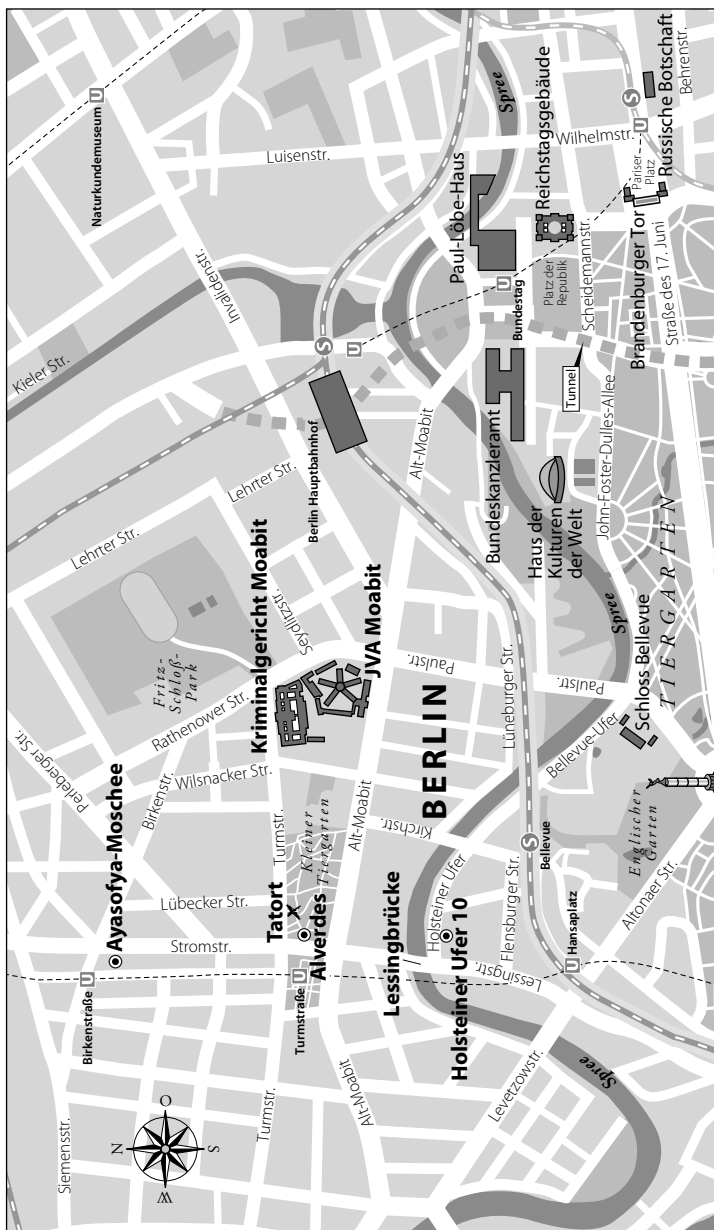 Siemensstr.
N
O
S
W
Birkenstraße
U
Ayasofya-Moschee
Stromstr.
Lübecker Str.
Birkenstr.
Perleberger Str.
Wilsnacker Str.
Rathenower Str.
Fritz-
Schloß-
Park
Lehrter Str.
Seydlitzstr.
Lehrter Str.
Kieler Str.
Invalidenstr.
Naturkundemuseum
U
Luisenstr.
Turmstr.
Turmstraße
U
Tatort
Alverdes
Turmstr.
Kleiner
Tiergarten
Kriminalgericht Moabit
JVA Moabit
Berlin Hauptbahnhof
S
U
Alt-Moabit
Alt-Moabit
Alt-Moabit
BERLIN
Lessingbrücke
Holsteiner Ufer
Holsteiner Ufer 10
Kirchstr.
Paulstr.
Paulstr.
Lüneburger Str.
Flensburger Str.
Lessingstr.
Levetzowstr.
Spree
Spree
Spree
Hansaplatz
U
S
Bellevue
Bellevue-Ufer
Schloss Bellevue
Englischer
Garten
Altonaer Str.
TIERGARTEN
Bundeskanzleramt
Haus der
Kulturen
der Welt
John-Foster-Dulles-Allee
Tunnel
Bundestag
U
Paul-Löbe-Haus
Reichstagsgebäude
Platz der
Republik
Scheidemannstr.
Brandenburger Tor
Straße des 17. Juni
Pariser
Platz
Wilhelmstr.
U
S
Russische Botschaft
Behrenstr.